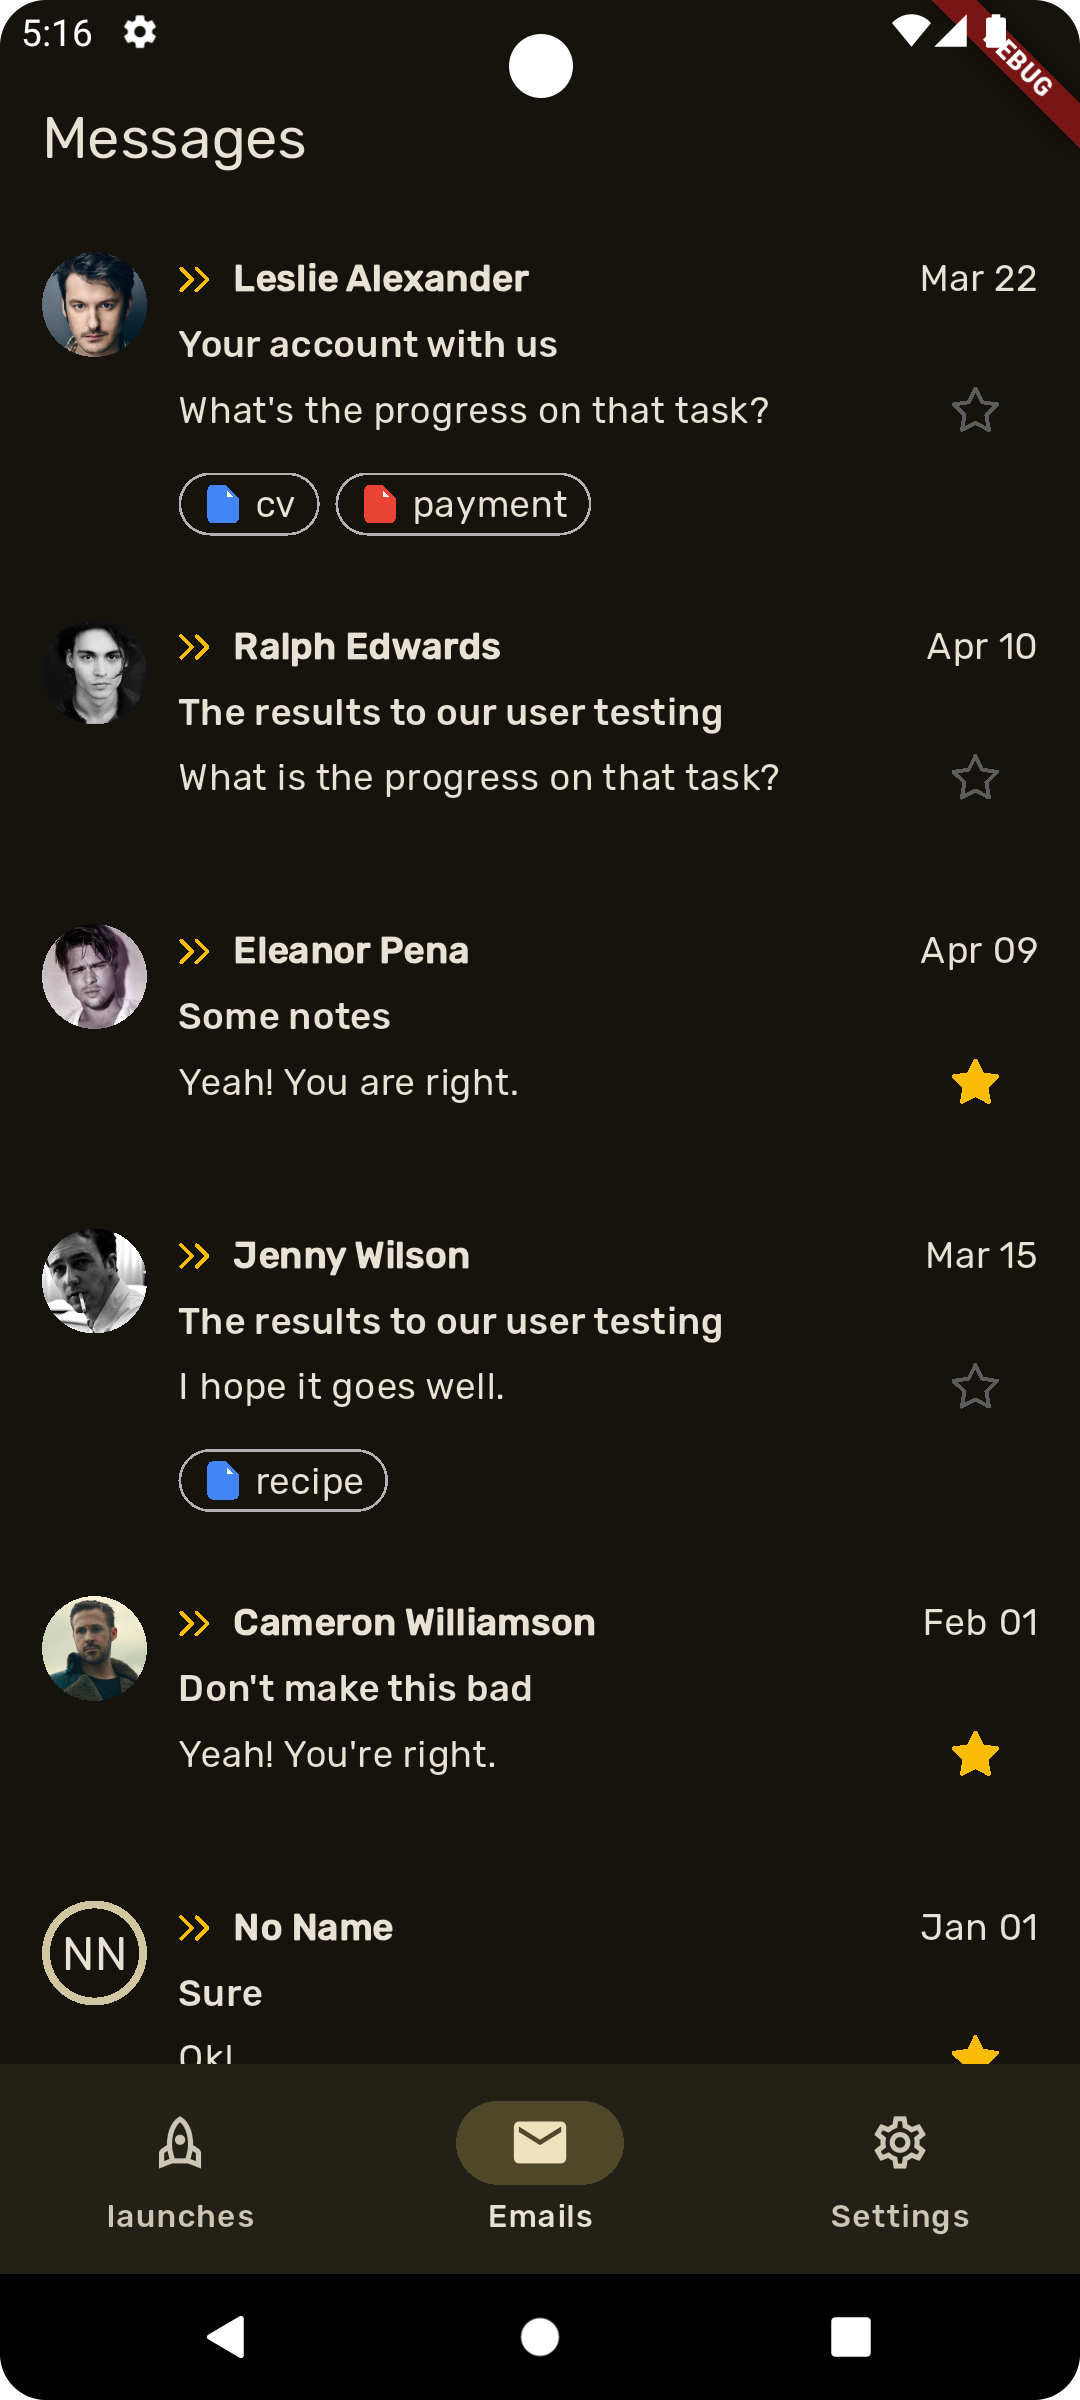 5:16
EBUG
Messages
Leslie Alexander Mar 22
Your account with us
What's the progress on that task?
cv payment
Ralph Edwards Apr 10
The results to our user testing
What is the progress on that task?
Eleanor Pena Apr 09
Some notes
Yeah! You are right.
Jenny Wilson Mar 15
The results to our user testing
I hope it goes well.
recipe
Cameron Williamson Feb 01
Don't make this bad
Yeah! You're right.
NN No Name Jan 01
Sure
Ok!
launches Emails Settings